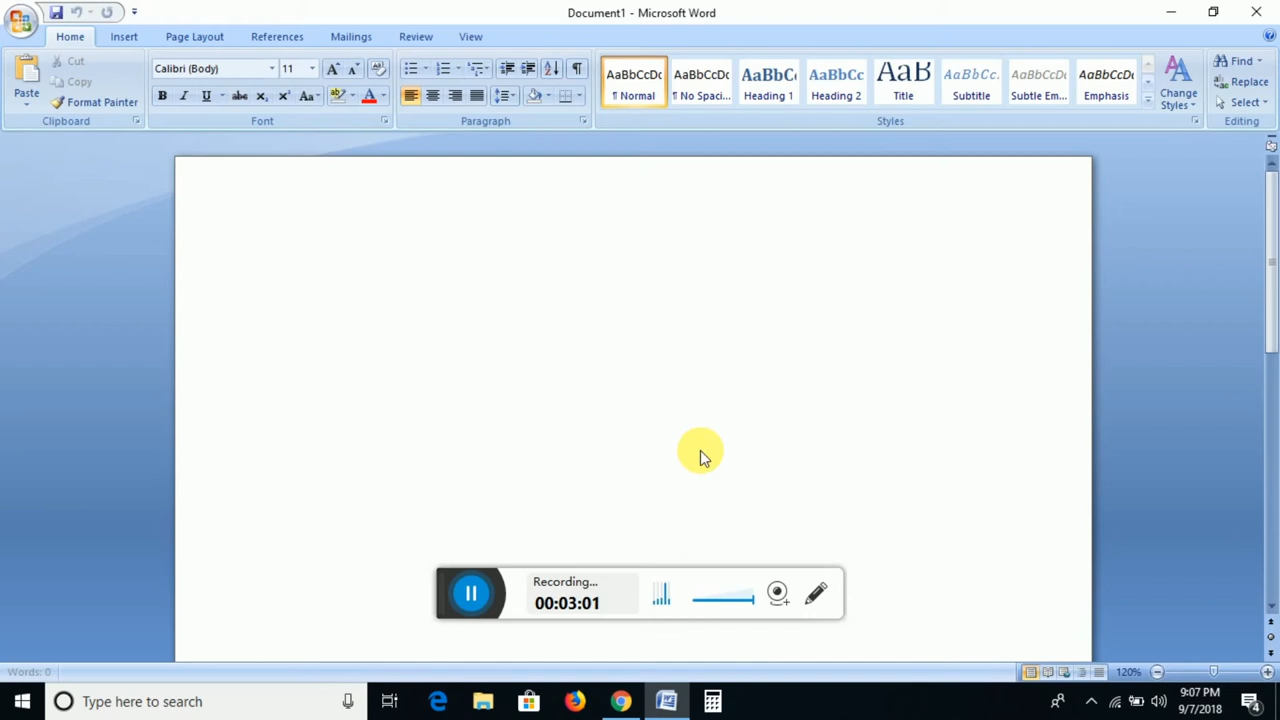 Document1 - Microsoft Word
Home Insert Page Layout References Mailings Review View
Paste
Cut
Copy
Format Painter
Clipboard
Calibri (Body) 11
Font
Paragraph
AaBbCcDc AaBbCcDc AaBbC AaBbCc AaB AaBbCc. AaBbCcDc AaBbCcDc
¶ Normal ¶ No Spaci... Heading 1 Heading 2 Title Subtitle Subtle Em... Emphasis
Styles
Change
Styles
Find
Replace
Select
Editing
Recording...
00:03:01
Words: 0
120%
Type here to search
9:07 PM
9/7/2018
4